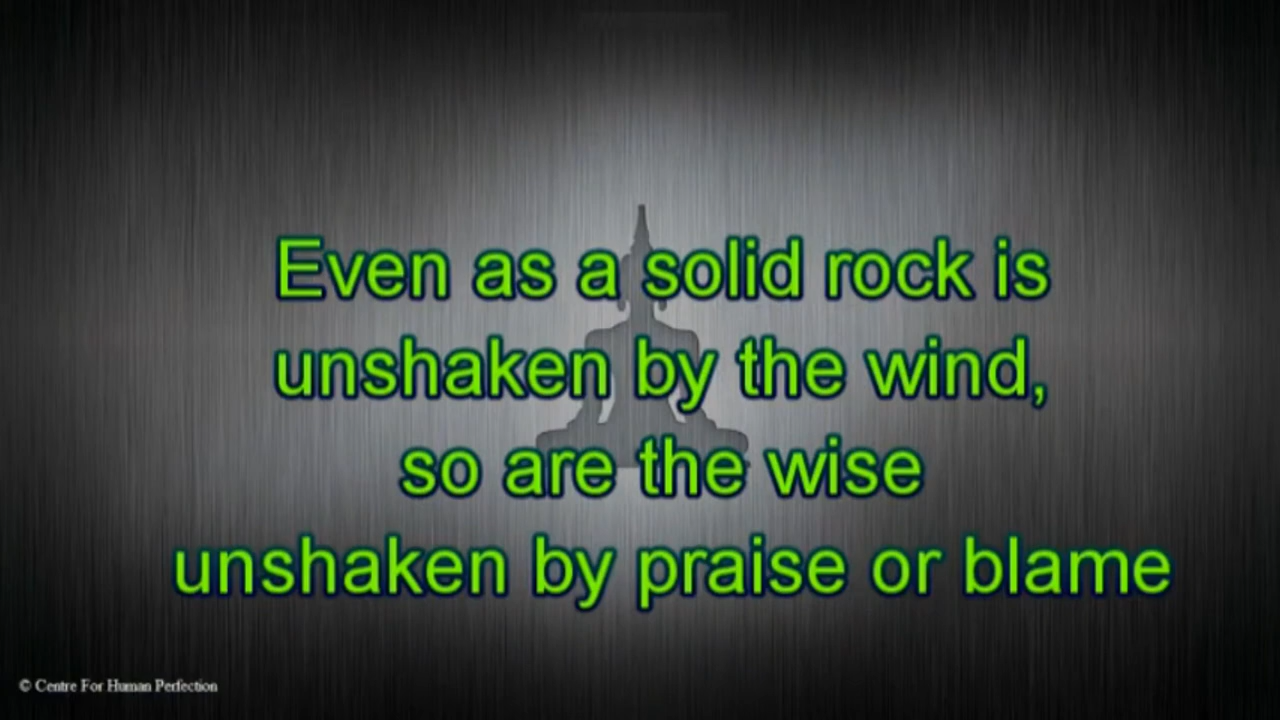 Even as a solid rock is
unshaken by the wind,
so are the wise
unshaken by praise or blame
© Centre For Human Perfection